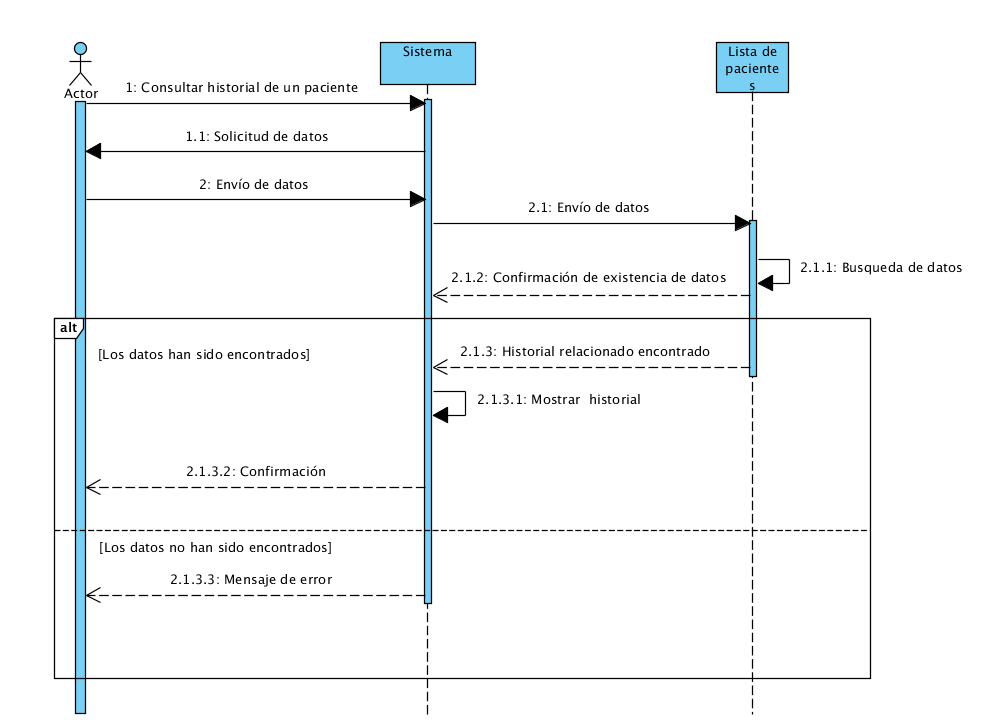 Actor
Sistema
Lista de
paciente
s
1: Consultar historial de un paciente
1.1: Solicitud de datos
2: Envío de datos
2.1: Envío de datos
2.1.1: Busqueda de datos
2.1.2: Confirmación de existencia de datos
alt
[Los datos han sido encontrados]
2.1.3: Historial relacionado encontrado
2.1.3.1: Mostrar  historial
2.1.3.2: Confirmación
[Los datos no han sido encontrados]
2.1.3.3: Mensaje de error